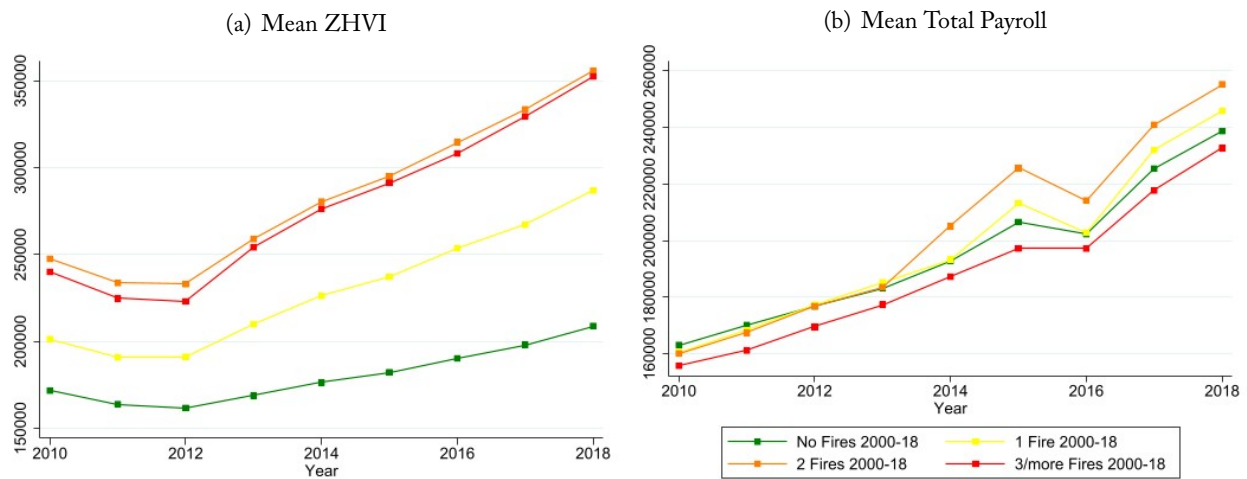 (a) Mean ZHVI
350000
300000
250000
200000
150000
2010 2012 2014 2016 2018
Year
(b) Mean Total Payroll
260000
240000
220000
200000
180000
160000
2010 2012 2014 2016 2018
Year
No Fires 2000-18 1 Fire 2000-18
2 Fires 2000-18 3/more Fires 2000-18